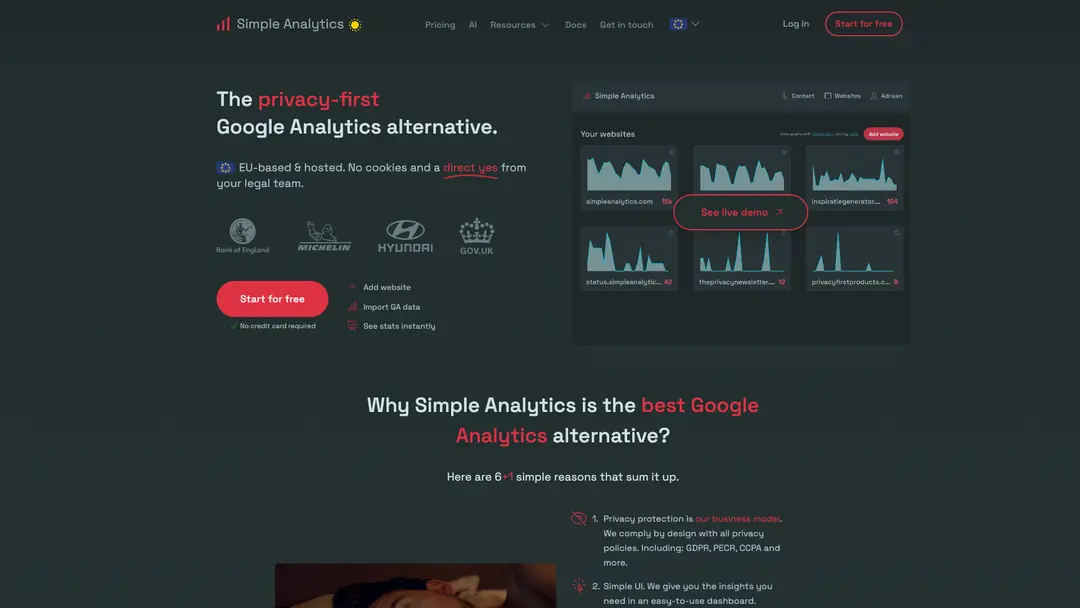 Simple Analytics
Pricing
AI
Resources
Docs
Get in touch
Log in
Start for free
The privacy-first
Google Analytics alternative.
EU-based & hosted. No cookies and a direct yes from
your legal team.
Bank of England
MICHELIN
HYUNDAI
GOV.UK
Start for free
No credit card required
Add website
Import GA data
See stats instantly
Simple Analytics
Contact
Websites
Adriaan
Your websites
Add website
simpleanalytics.com 15k
inspiratiegenerator.... 194
See live demo
status.simpleanalytic... 42
theprivacynewsletter.... 12
privacyfirstproducts.c... 9
Why Simple Analytics is the best Google
Analytics alternative?
Here are 6+1 simple reasons that sum it up.
1. Privacy protection is our business model.
We comply by design with all privacy
policies. Including: GDPR, PECR, CCPA and
more.
2. Simple UI. We give you the insights you
need in an easy-to-use dashboard.